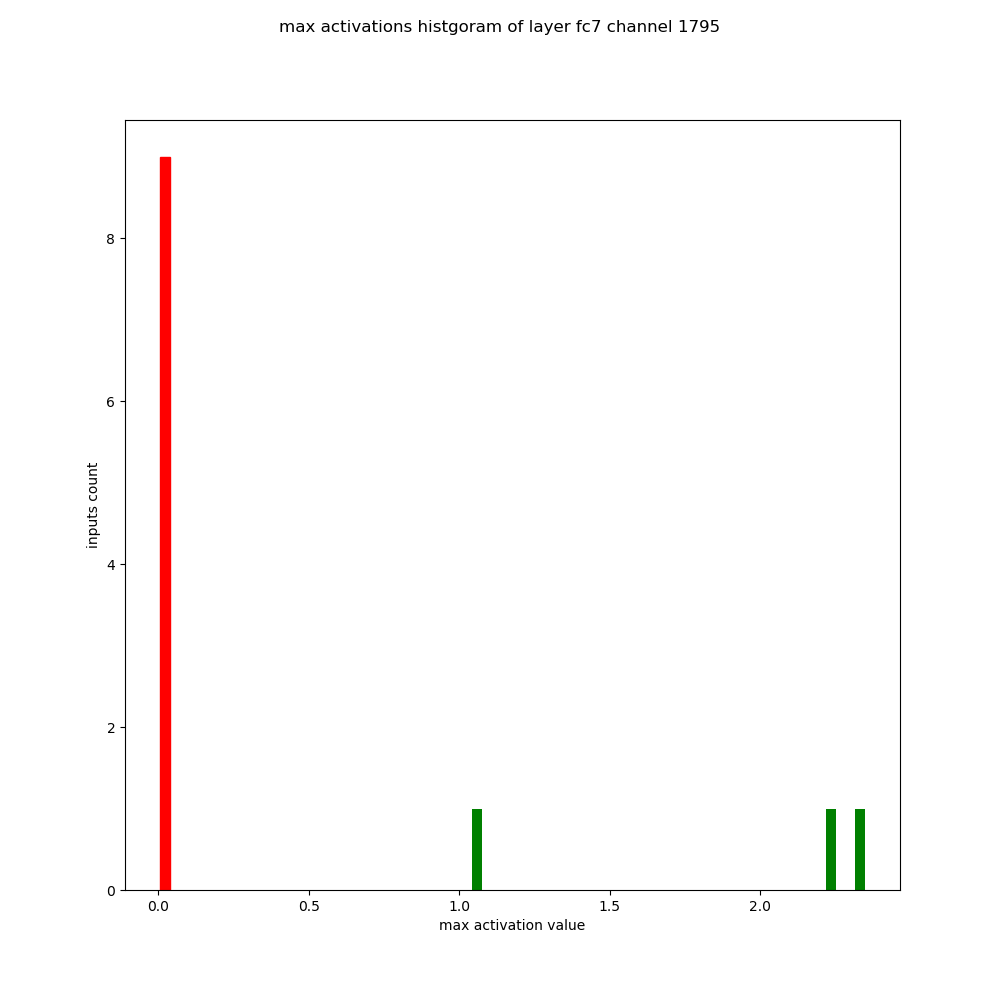 max activations histgoram of layer fc7 channel 1795
8
6
4
2
0
inputs count
0.0 0.5 1.0 1.5 2.0
max activation value